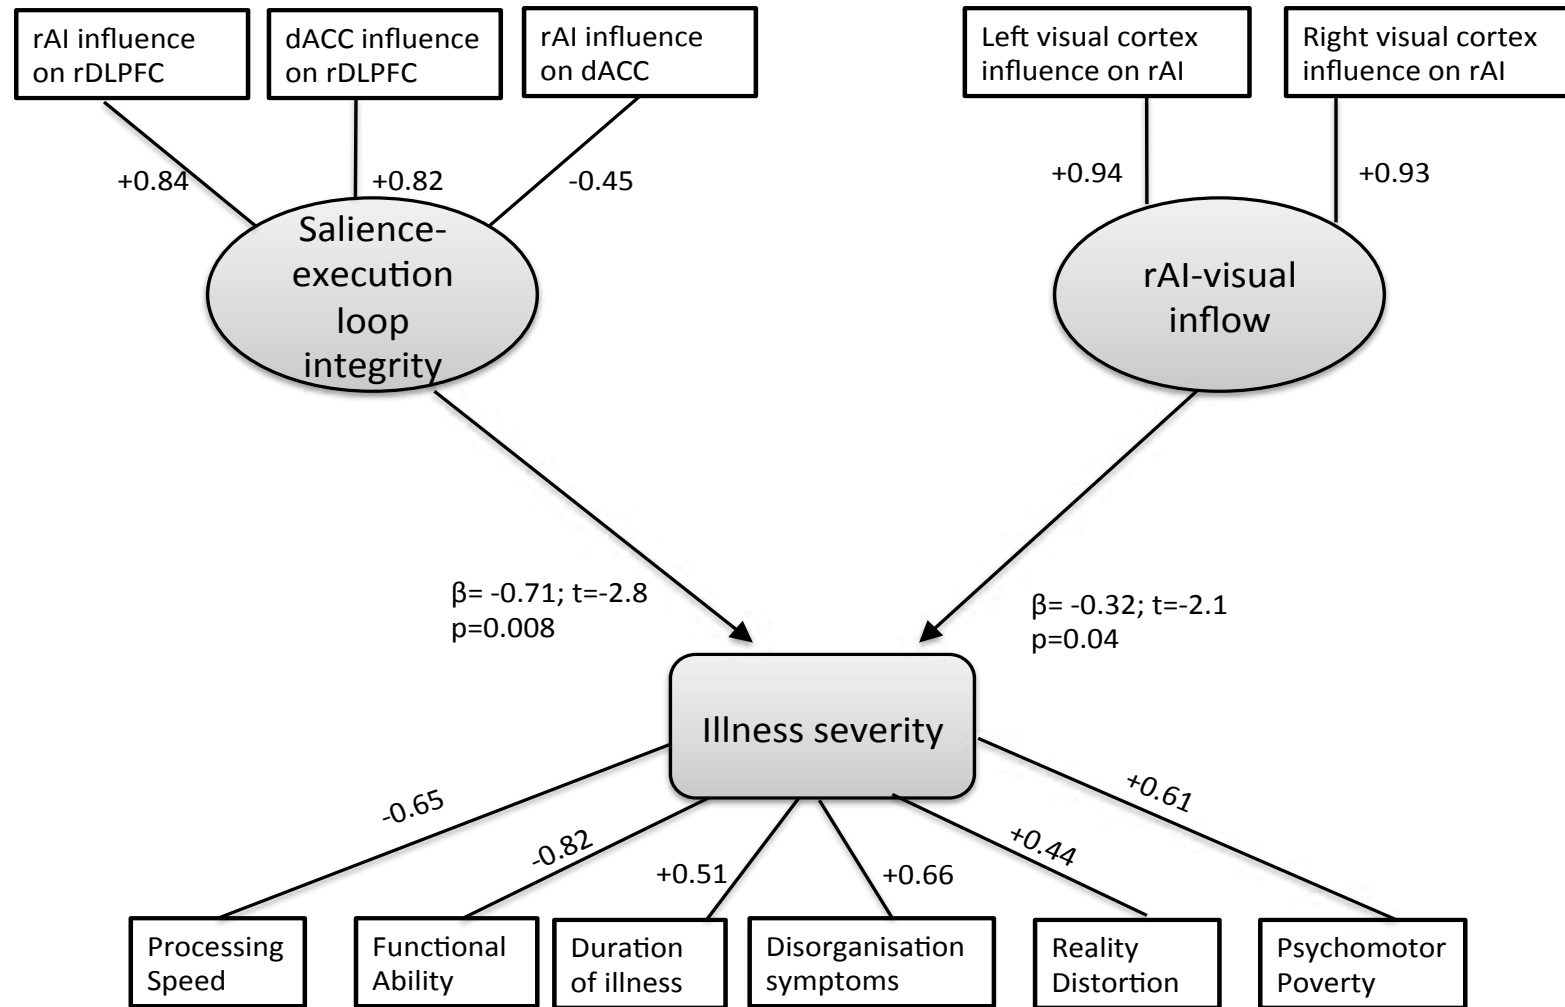 rAI influence
on rDLPFC
dACC influence
on rDLPFC
rAI influence
on dACC
Left visual cortex
influence on rAI
Right visual cortex
influence on rAI
+0.84
+0.82
-0.45
+0.94
+0.93
Salience-
execution
loop
integrity
rAI-visual
inflow
β= -0.71; t=-2.8
p=0.008
β= -0.32; t=-2.1
p=0.04
Illness severity
-0.65
-0.82
+0.51
+0.66
+0.44
+0.61
Processing
Speed
Functional
Ability
Duration
of illness
Disorganisation
symptoms
Reality
Distortion
Psychomotor
Poverty